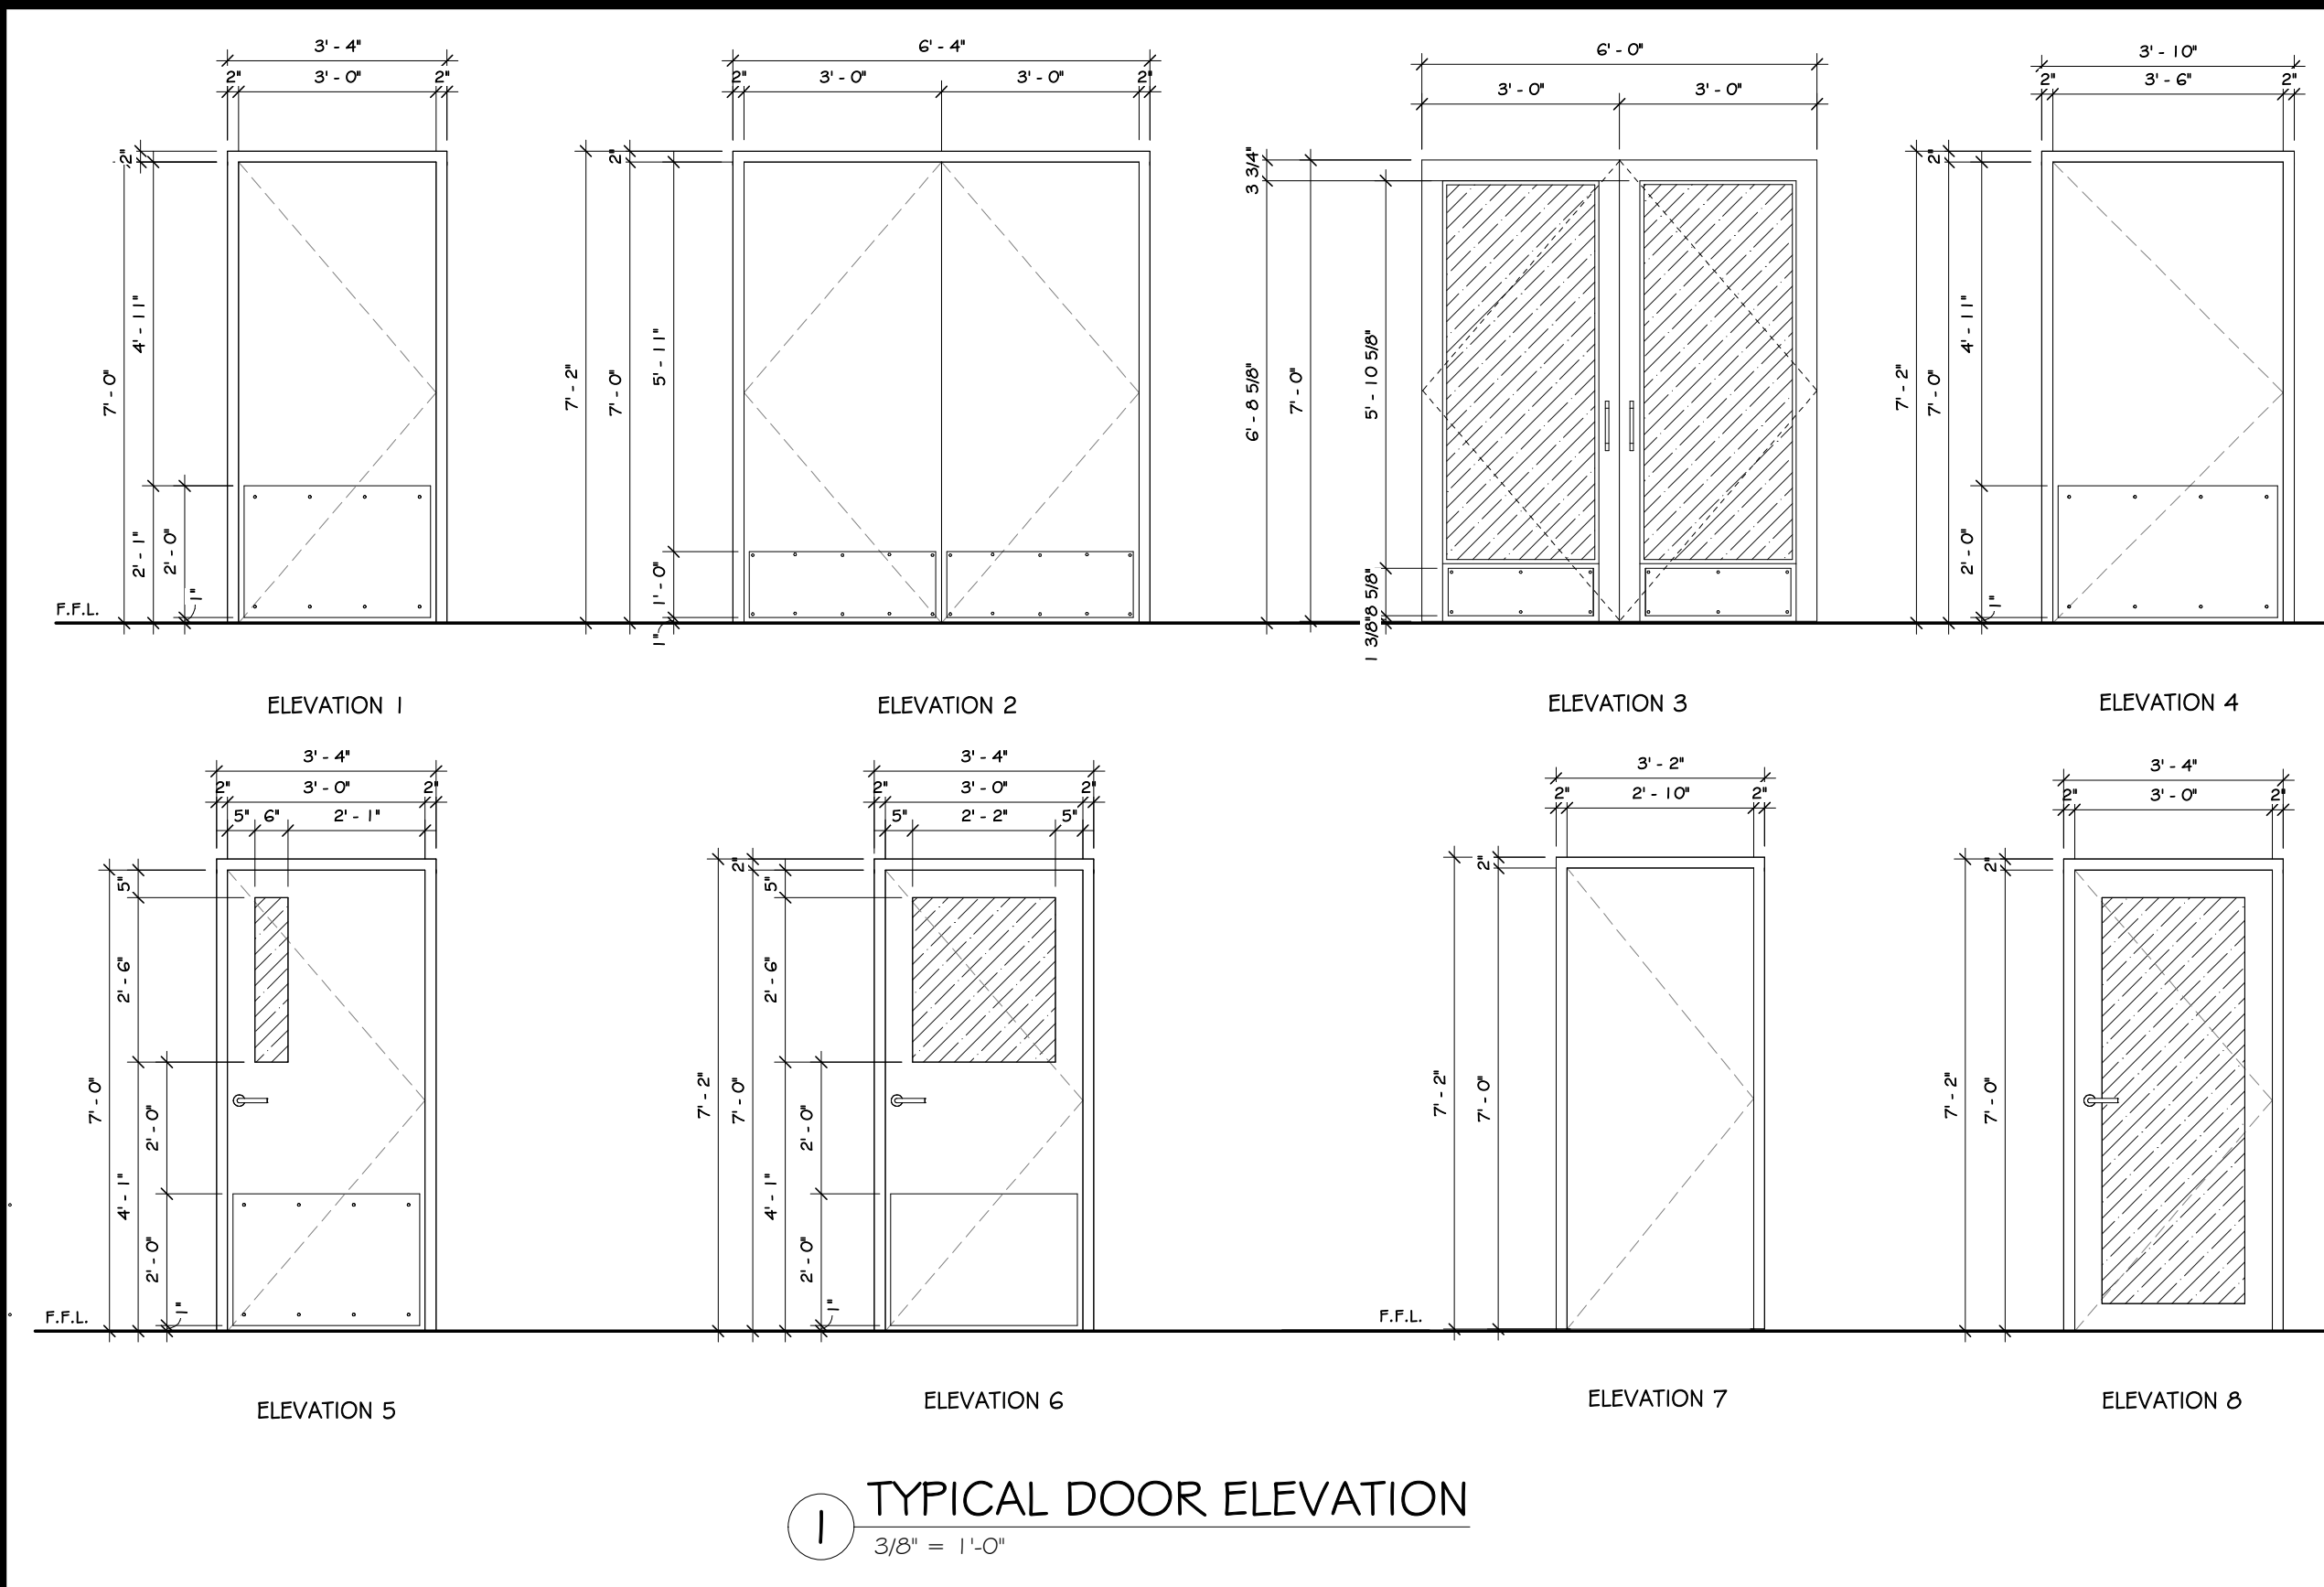 3' - 4"
2" 3' - 0" 2"
2"
4' - 11"
7' - 0"
2' - 1"
2' - 0"
1"
F.F.L.
ELEVATION 1
6' - 4"
2" 3' - 0" 3' - 0" 2"
2"
7' - 2"
7' - 0"
5' - 11"
1' - 0"
1"
ELEVATION 2
6' - 0"
3' - 0" 3' - 0"
3 3/4"
6' - 8 5/8"
7' - 0"
5' - 10 5/8"
8 5/8"
1 3/8"
ELEVATION 3
3' - 10"
2" 3' - 6" 2"
2"
7' - 2"
7' - 0"
4' - 11"
2' - 0"
1"
ELEVATION 4
3' - 4"
2" 3' - 0" 2"
5" 6" 2' - 1"
5"
2' - 6"
7' - 0"
2' - 0"
4' - 1"
2' - 0"
1"
F.F.L.
ELEVATION 5
3' - 4"
2" 3' - 0" 2"
5" 2' - 2" 5"
2"
5"
2' - 6"
7' - 2"
7' - 0"
2' - 0"
4' - 1"
2' - 0"
1"
ELEVATION 6
3' - 2"
2" 2' - 10" 2"
2"
7' - 2"
7' - 0"
F.F.L.
ELEVATION 7
3' - 4"
2" 3' - 0" 2"
2"
7' - 2"
7' - 0"
ELEVATION 8
1
TYPICAL DOOR ELEVATION
3/8" = 1'-0"